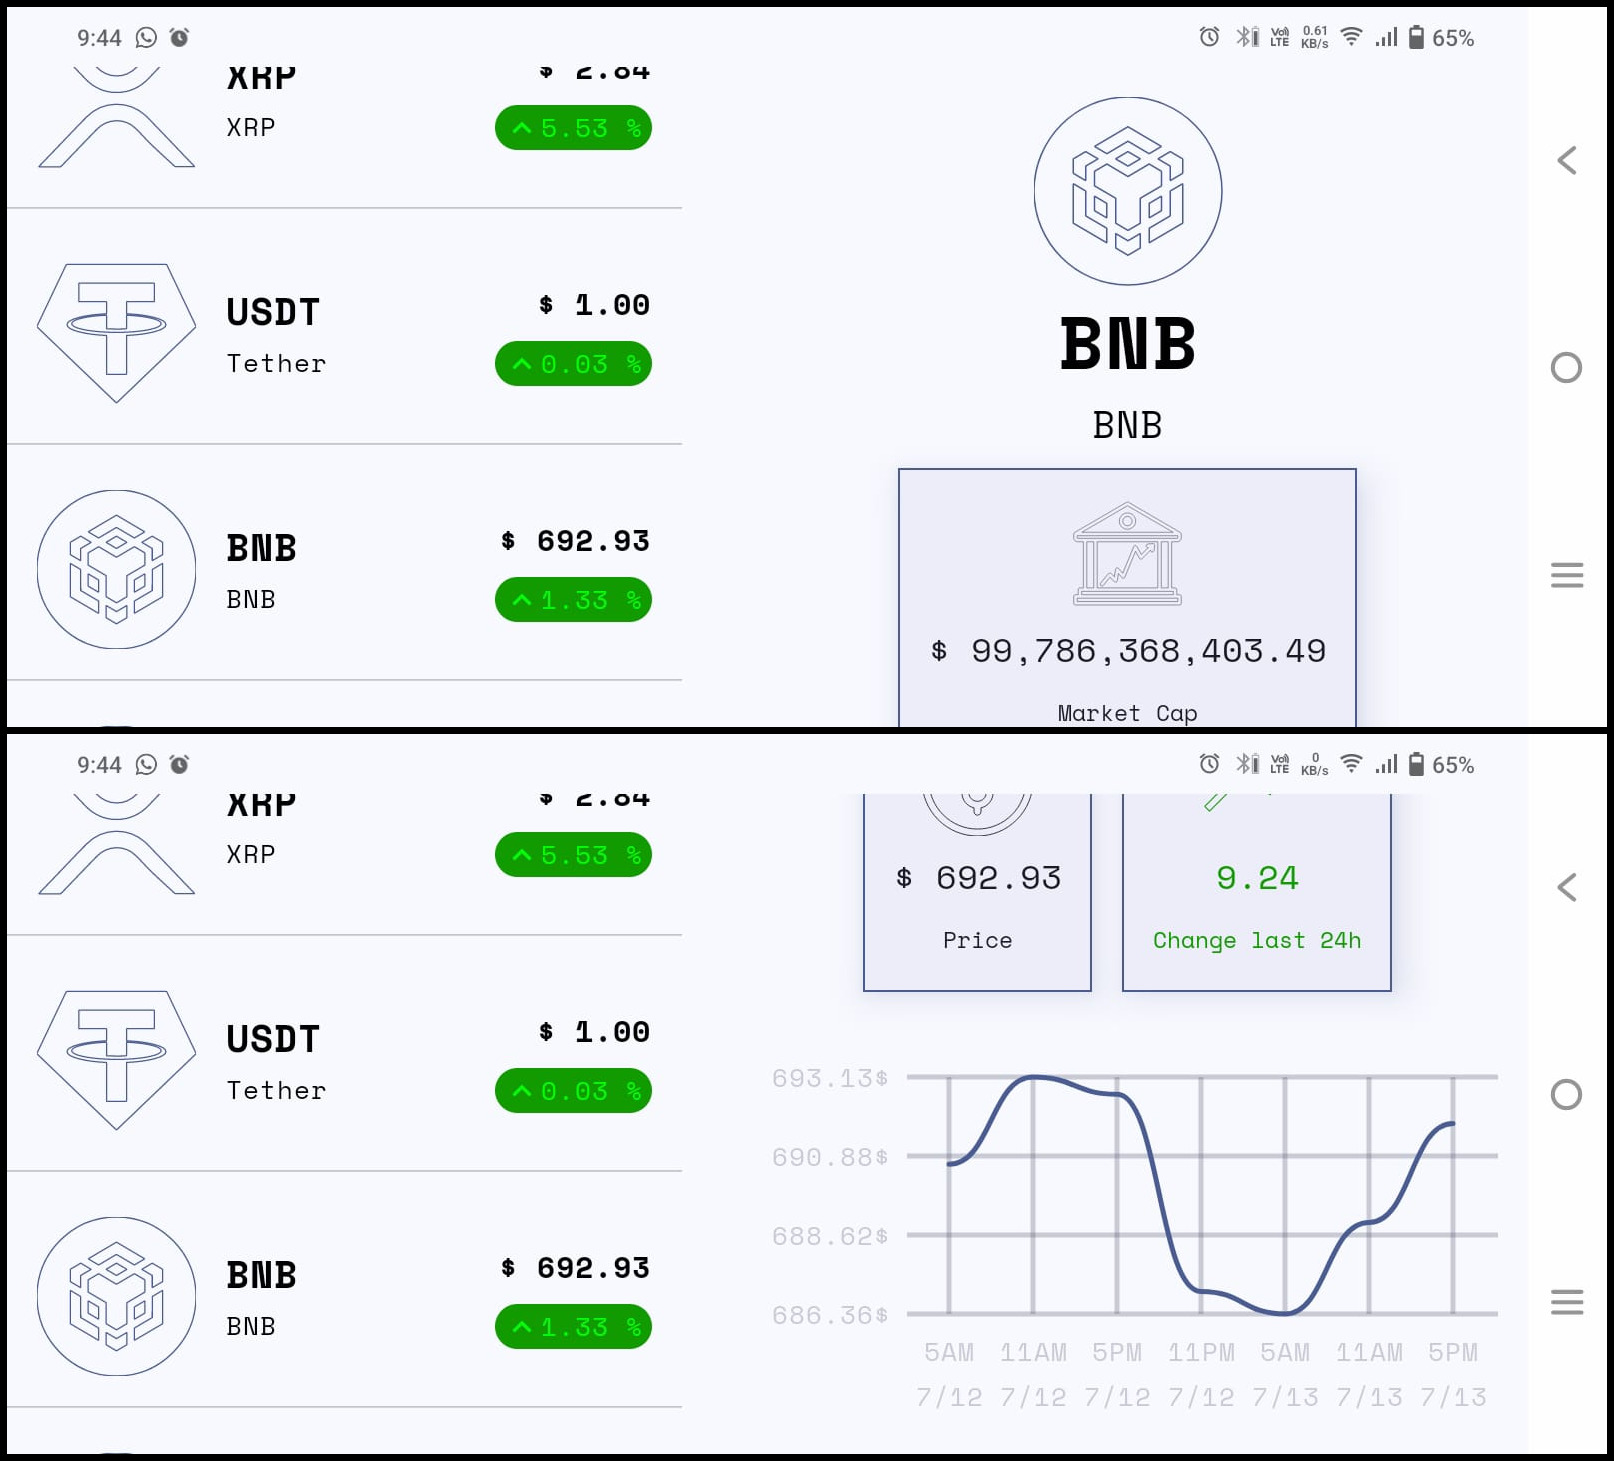 9:44
Vo) LTE 0.61 KB/s 65%
XRP
$ 2.84
XRP
5.53 %
USDT
$ 1.00
Tether
0.03 %
BNB
$ 692.93
BNB
1.33 %
BNB
BNB
$ 99,786,368,403.49
Market Cap
9:44
Vo) LTE 0 KB/s 65%
XRP
$ 2.84
XRP
5.53 %
USDT
$ 1.00
Tether
0.03 %
BNB
$ 692.93
BNB
1.33 %
$ 692.93
Price
9.24
Change last 24h
693.13$
690.88$
688.62$
686.36$
5AM 11AM 5PM 11PM 5AM 11AM 5PM
7/12 7/12 7/12 7/12 7/13 7/13 7/13